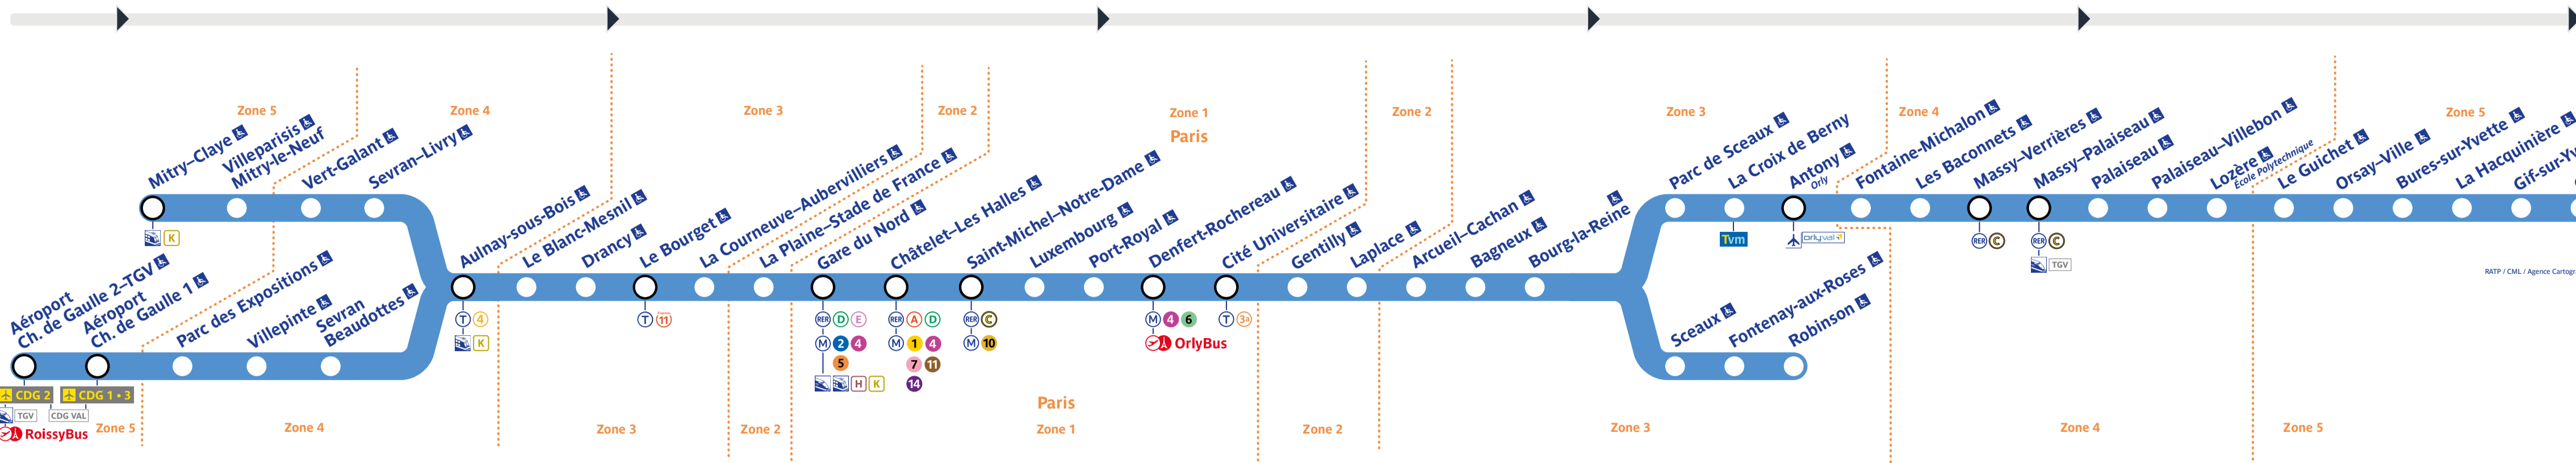 Zone 5
Zone 4
Zone 3
Zone 2
Zone 1
Paris
Zone 2
Zone 3
Zone 4
Zone 5
Mitry–Claye
Villeparisis
Mitry-le-Neuf
Vert-Galant
Sevran–Livry
K
Aéroport
Ch. de Gaulle 2–TGV
Aéroport
Ch. de Gaulle 1
Parc des Expositions
Villepinte
Sevran
Beaudottes
CDG 2
CDG 1 • 3
TGV
CDG VAL
RoissyBus
Aulnay-sous-Bois
T 4
K
Le Blanc-Mesnil
Drancy
Le Bourget
T 11
La Courneuve–Aubervilliers
La Plaine–Stade de France
Gare du Nord
RER D E
M 2 4
5
H K
Châtelet–Les Halles
RER A D
M 1 4
7 11
14
Saint-Michel–Notre-Dame
RER C
M 10
Luxembourg
Port-Royal
Denfert-Rochereau
M 4 6
OrlyBus
Cité Universitaire
T 3a
Gentilly
Laplace
Arcueil–Cachan
Bagneux
Bourg-la-Reine
Parc de Sceaux
La Croix de Berny
Tvm
Antony
Orly
orlyval
Fontaine-Michalon
Les Baconnets
Massy–Verrières
RER C
Massy–Palaiseau
RER C
TGV
Palaiseau
Palaiseau–Villebon
Lozère
École Polytechnique
Le Guichet
Orsay–Ville
Bures-sur-Yvette
La Hacquinière
Gif-sur-Yv
Sceaux
Fontenay-aux-Roses
Robinson
RATP / CML / Agence Cartogra
Zone 5
Zone 4
Zone 3
Zone 2
Paris
Zone 1
Zone 2
Zone 3
Zone 4
Zone 5